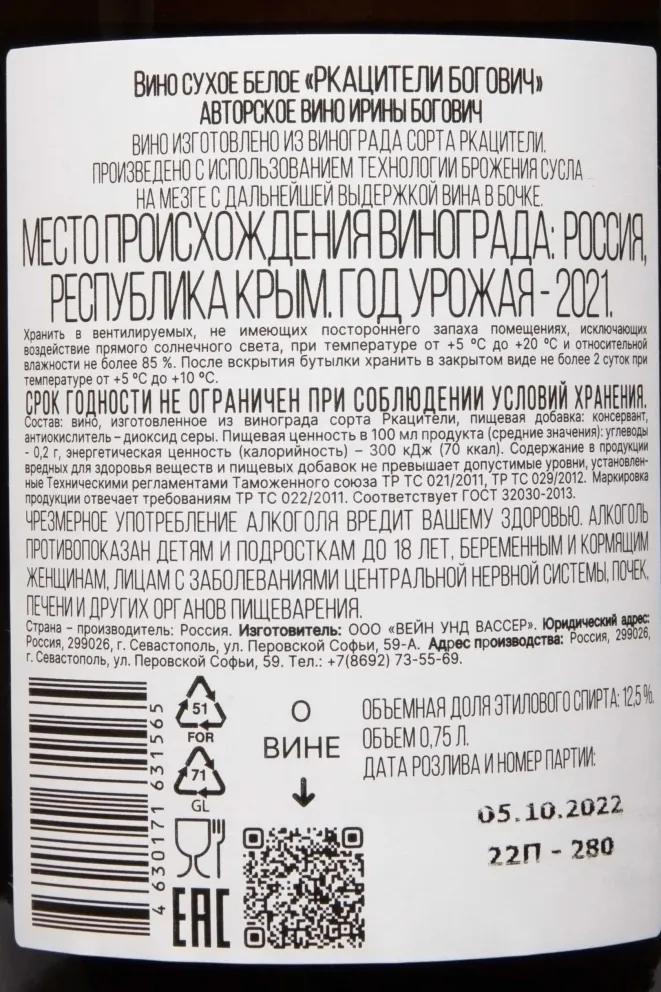 Вино сухое белое «Ркацители Богович»
авторское вино Ирины Богович
ВИНО ИЗГОТОВЛЕНО ИЗ ВИНОГРАДА СОРТА РКАЦИТЕЛИ.
ПРОИЗВЕДЕНО С ИСПОЛЬЗОВАНИЕМ ТЕХНОЛОГИИ БРОЖЕНИЯ СУСЛА
НА МЕЗГЕ С ДАЛЬНЕЙШЕЙ ВЫДЕРЖКОЙ ВИНА В БОЧКЕ.
МЕСТО ПРОИСХОЖДЕНИЯ ВИНОГРАДА: РОССИЯ,
РЕСПУБЛИКА КРЫМ. ГОД УРОЖАЯ - 2021.
Хранить в вентилируемых, не имеющих постороннего запаха помещениях, исключающих
воздействие прямого солнечного света, при температуре от +5 °С до +20 °С и относительной
влажности не более 85 %. После вскрытия бутылки хранить в закрытом виде не более 2 суток при
температуре от +5 °С до +10 °С.
СРОК ГОДНОСТИ НЕ ОГРАНИЧЕН ПРИ СОБЛЮДЕНИИ УСЛОВИЙ ХРАНЕНИЯ.
Состав: вино, изготовленное из винограда сорта Ркацители, пищевая добавка: консервант,
антиокислитель – диоксид серы. Пищевая ценность в 100 мл продукта (средние значения): углеводы
- 0,2 г, энергетическая ценность (калорийность) – 300 кДж (70 ккал). Содержание в продукции
вредных для здоровья веществ и пищевых добавок не превышает допустимые уровни, установлен-
ные Техническими регламентами Таможенного союза ТР ТС 021/2011, ТР ТС 029/2012. Маркировка
продукции отвечает требованиям ТР ТС 022/2011. Соответствует ГОСТ 32030-2013.
ЧРЕЗМЕРНОЕ УПОТРЕБЛЕНИЕ АЛКОГОЛЯ ВРЕДИТ ВАШЕМУ ЗДОРОВЬЮ. АЛКОГОЛЬ
ПРОТИВОПОКАЗАН ДЕТЯМ И ПОДРОСТКАМ ДО 18 ЛЕТ, БЕРЕМЕННЫМ И КОРМЯЩИМ
ЖЕНЩИНАМ, ЛИЦАМ С ЗАБОЛЕВАНИЯМИ ЦЕНТРАЛЬНОЙ НЕРВНОЙ СИСТЕМЫ, ПОЧЕК,
ПЕЧЕНИ И ДРУГИХ ОРГАНОВ ПИЩЕВАРЕНИЯ.
Страна – производитель: Россия. Изготовитель: ООО «ВЕЙН УНД ВАССЕР». Юридический адрес:
Россия, 299026, г. Севастополь, ул. Перовской Софьи, 59-А. Адрес производства: Россия, 299026,
г. Севастополь, ул. Перовской Софьи, 59. Тел.: +7(8692) 73-55-69.
4 630171 631565
51
FOR
71
GL
EAC
О
ВИНЕ
ОБЪЕМНАЯ ДОЛЯ ЭТИЛОВОГО СПИРТА: 12,5 %.
ОБЪЕМ 0,75 Л.
ДАТА РОЗЛИВА И НОМЕР ПАРТИИ:
05.10.2022
22П - 280